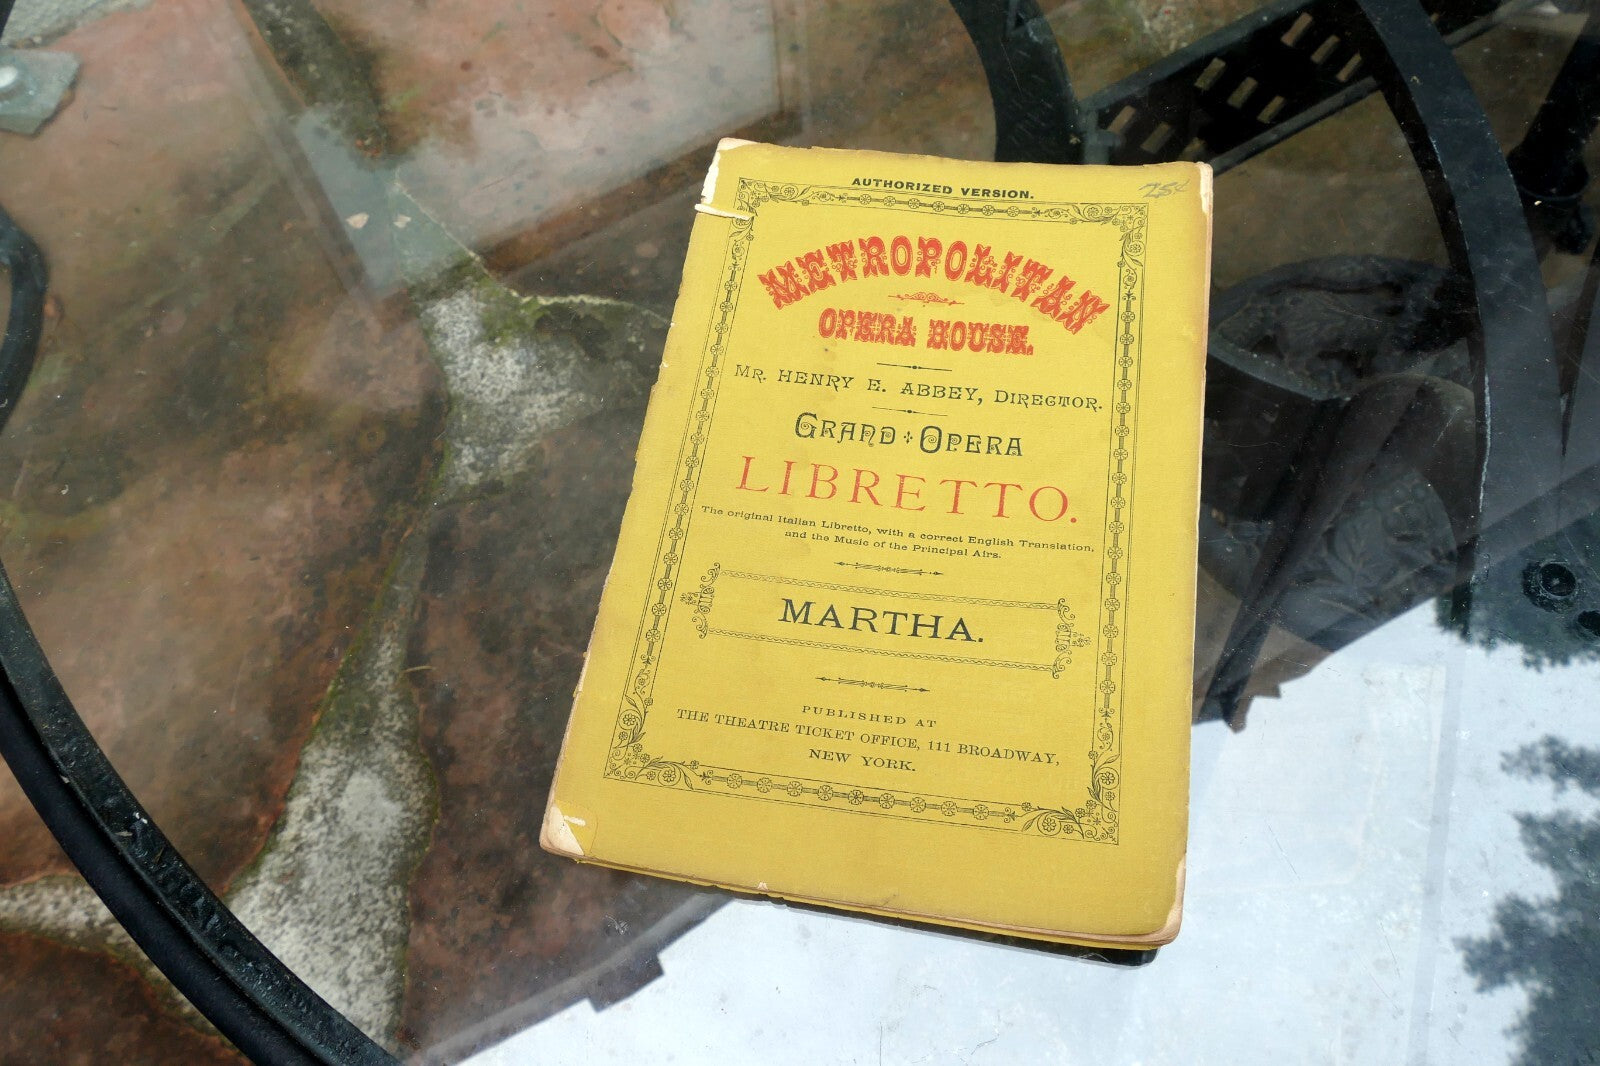 AUTHORIZED VERSION.
75¢
METROPOLITAN
OPERA HOUSE.
MR. HENRY E. ABBEY, DIRECTOR.
GRAND OPERA
LIBRETTO.
The original Italian Libretto, with a correct English Translation,
and the Music of the Principal Airs.
MARTHA.
PUBLISHED AT
THE THEATRE TICKET OFFICE, 111 BROADWAY,
NEW YORK.